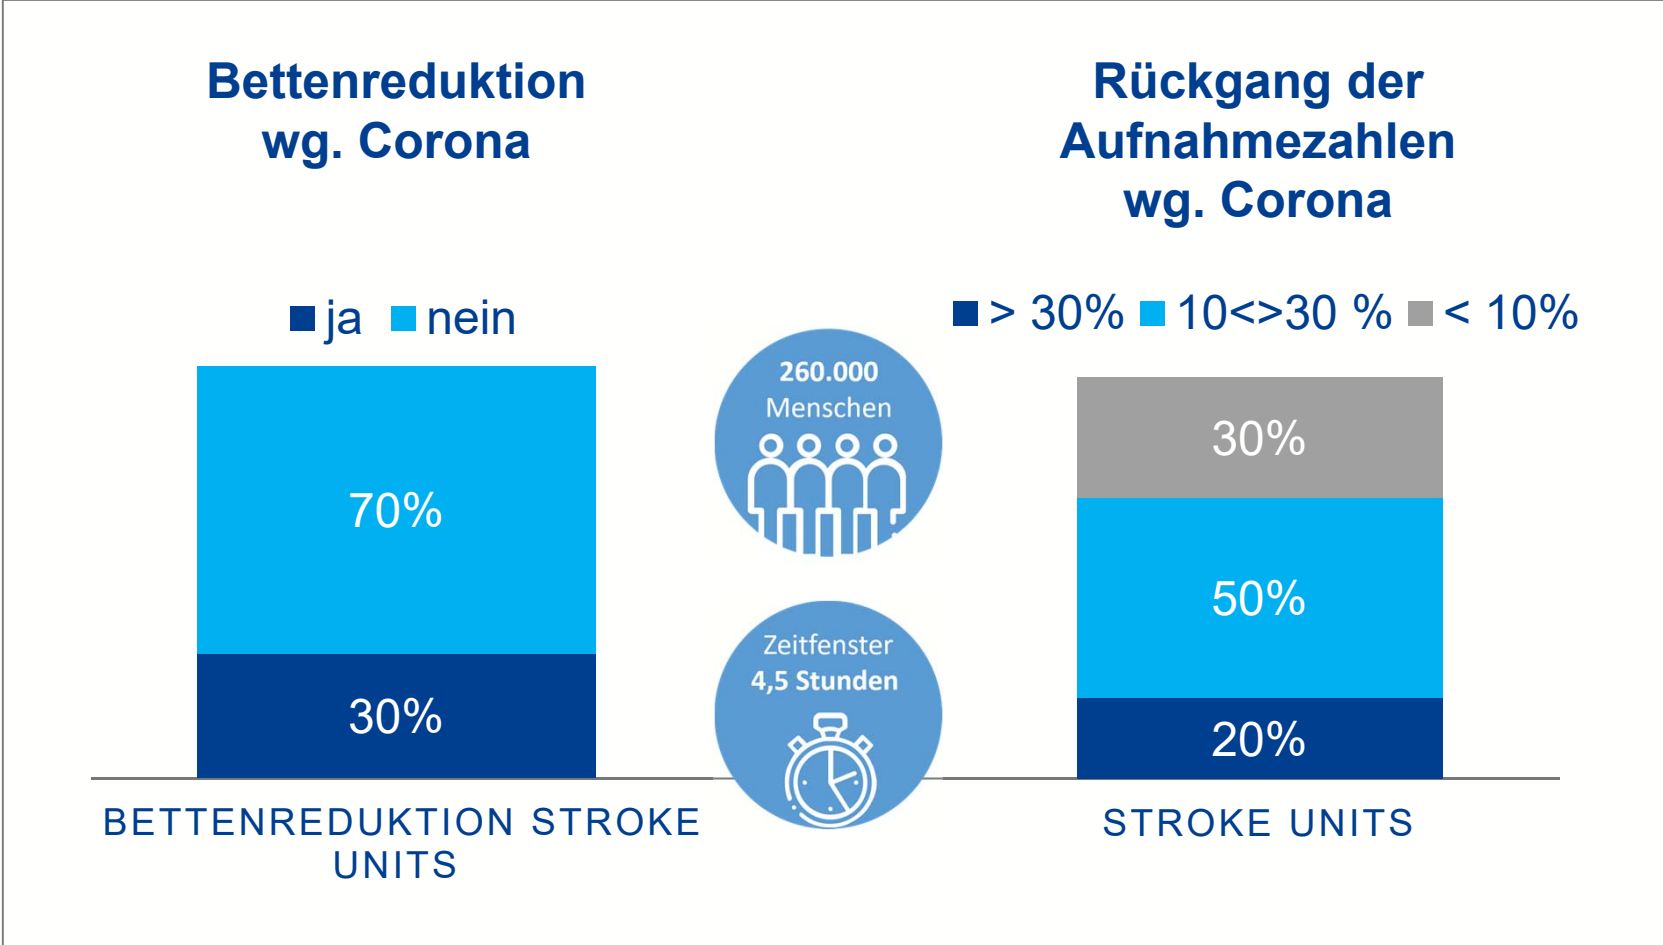 Bettenreduktion
wg. Corona
ja nein
70%
30%
BETTENREDUKTION STROKE
UNITS
260.000
Menschen
Zeitfenster
4,5 Stunden
Rückgang der
Aufnahmezahlen
wg. Corona
> 30% 10<>30 % < 10%
30%
50%
20%
STROKE UNITS